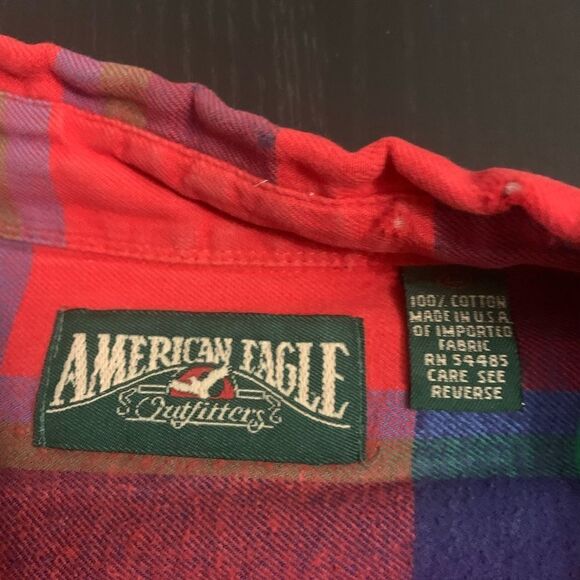 AMERICAN EAGLE
Outfitters
100% COTTON
MADE IN U.S.A.
OF IMPORTED
FABRIC
RN 54485
CARE SEE
REVERSE